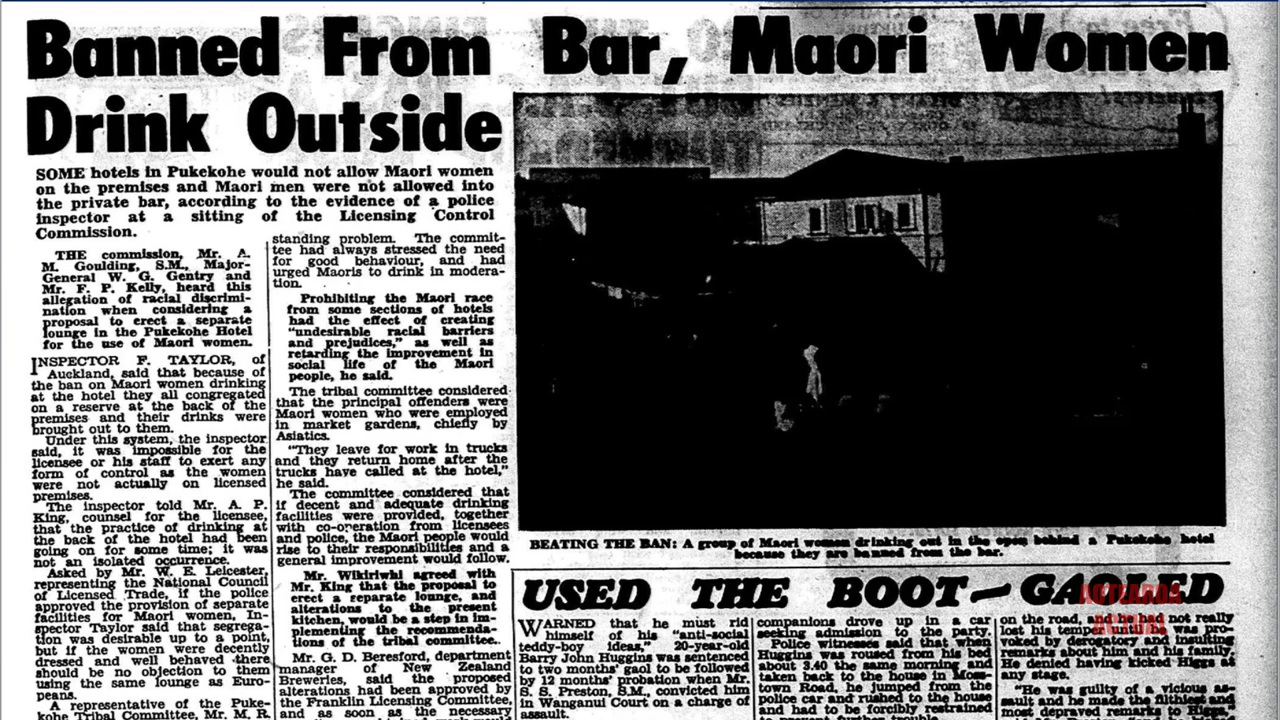 Banned From Bar, Maori Women
Drink Outside
SOME hotels in Pukekohe would not allow Maori women
on the premises and Maori men were not allowed into
the private bar, according to the evidence of a police
inspector at a sitting of the Licensing Control
Commission.
THE commission, Mr. A.
M. Goulding, S.M., Major-
General W. G. Gentry and
Mr. F. P. Kelly, heard this
allegation of racial discrimi-
nation when considering a
proposal to erect a separate
lounge in the Pukekohe Hotel
for the use of Maori women.
INSPECTOR F. TAYLOR, of
Auckland, said that because of
the ban on Maori women drinking
at the hotel they all congregated
on a reserve at the back of the
premises and their drinks were
brought out to them.
Under this system, the inspector
said, it was impossible for the
licensee or his staff to exert any
form of control as the women
were not actually on licensed
premises.
The inspector told Mr. A. P.
King, counsel for the licensee,
that the practice of drinking at
the back of the hotel had been
going on for some time; it was
not an isolated occurrence.
Asked by Mr. W. E. Leicester,
representing the National Council
of Licensed Trade, if the police
approved the provision of separate
facilities for Maori women, In-
spector Taylor said that segrega-
tion was desirable up to a point,
but if the women were decently
dressed and well behaved there
should be no objection to them
using the same lounge as Euro-
peans.
A representative of the Puke-
kohe Tribal Committee, Mr. M. R.
standing problem. The commit-
tee had always stressed the need
for good behaviour, and had
urged Maoris to drink in modera-
tion.
Prohibiting the Maori race
from some sections of hotels
had the effect of creating
"undesirable racial barriers
and prejudices," as well as
retarding the improvement in
social life of the Maori
people, he said.
The tribal committee considered
that the principal offenders were
Maori women who were employed
in market gardens, chiefly by
Asiatics.
"They leave for work in trucks
and they return home after the
trucks have called at the hotel,"
he said.
The committee considered that
if decent and adequate drinking
facilities were provided, together
with co-operation from licensees
and police, the Maori people would
rise to their responsibilities and a
general improvement would follow.
Mr. Wikiriwhi agreed with
Mr. King that the proposal to
erect a reparate lounge, and
alterations to the present
kitchen, would be a step in im-
plementing the recommenda-
tions of the tribal committee.
Mr. G. D. Beresford, department
manager of New Zealand
Breweries, said the proposed
alterations had been approved by
the Franklin Licensing Committee,
and as soon as the necessary
BEATING THE BAN: A group of Maori women drinking out in the open behind a Pukekohe hotel
because they are banned from the bar.
USED THE BOOT—
WARNED that he must rid
himself of his "anti-social
teddy-boy ideas," 20-year-old
Barry John Huggins was sentenced
to two months' gaol to be followed
by 12 months' probation when Mr.
S. S. Preston, S.M., convicted him
in Wanganui Court on a charge of
assault.
companions drove up in a car
seeking admission to the party.
Police witnesses said that when
Huggins was roused from his bed
about 3.40 the same morning and
taken back to the house in Mos-
town Road, he jumped from the
police car and rushed to the house
and had to be forcibly restrained
to prevent further trouble.
on the road, and had not really
lost his temper until he was pro-
voked by derogatory and insulting
remarks about him and his family.
He denied having kicked Higgs at
any stage.
"He was guilty of a vicious as-
sault and he made the filthiest and
most depraved remarks to Higgs,"